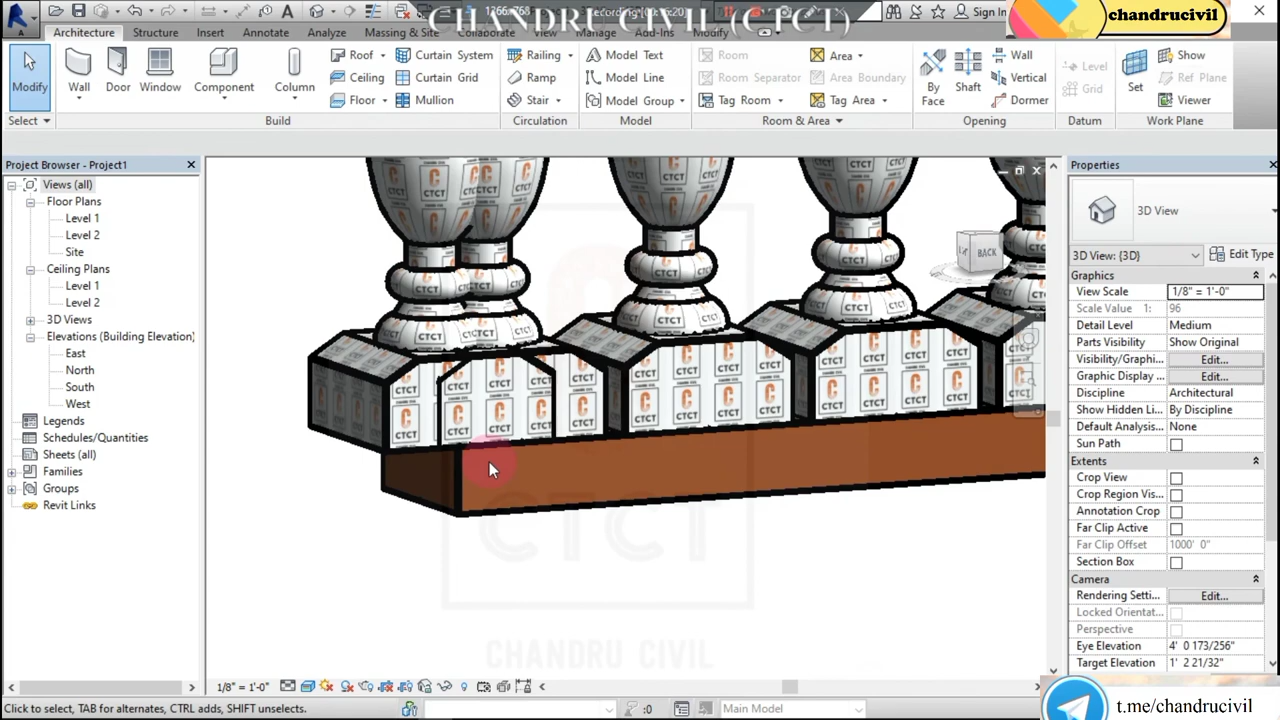 CHANDRU CIVIL (CTCT)
chandrucivil
Sign In
Architecture Structure Insert Annotate Analyze Massing & Site Collaborate View Manage Add-Ins Modify
Modify Wall Door Window Component Column
Roof Curtain System Railing Model Text Room Area Wall Show
Ceiling Curtain Grid Ramp Model Line Room Separator Area Boundary By Face Shaft Vertical Level Set Ref Plane
Floor Mullion Stair Model Group Tag Room Tag Area Dormer Grid Viewer
Select Build Circulation Model Room & Area Opening Datum Work Plane
Project Browser - Project1
Views (all)
Floor Plans
Level 1
Level 2
Site
Ceiling Plans
Level 1
Level 2
3D Views
Elevations (Building Elevation)
East
North
South
West
Legends
Schedules/Quantities
Sheets (all)
Families
Groups
Revit Links
BACK
CTCT
CHANDRU CIVIL
Properties
3D View
3D View: {3D} Edit Type
Graphics
View Scale 1/8" = 1'-0"
Scale Value 1: 96
Detail Level Medium
Parts Visibility Show Original
Visibility/Graphi... Edit...
Graphic Display ... Edit...
Discipline Architectural
Show Hidden Li... By Discipline
Default Analysis... None
Sun Path
Extents
Crop View
Crop Region Vis...
Annotation Crop
Far Clip Active
Far Clip Offset 1000' 0"
Section Box
Camera
Rendering Setti... Edit...
Locked Orientat...
Perspective
Eye Elevation 4' 0 173/256"
Target Elevation 1' 2 21/32"
1/8" = 1'-0"
Click to select, TAB for alternates, CTRL adds, SHIFT unselects.
:0
Main Model
t.me/chandrucivil